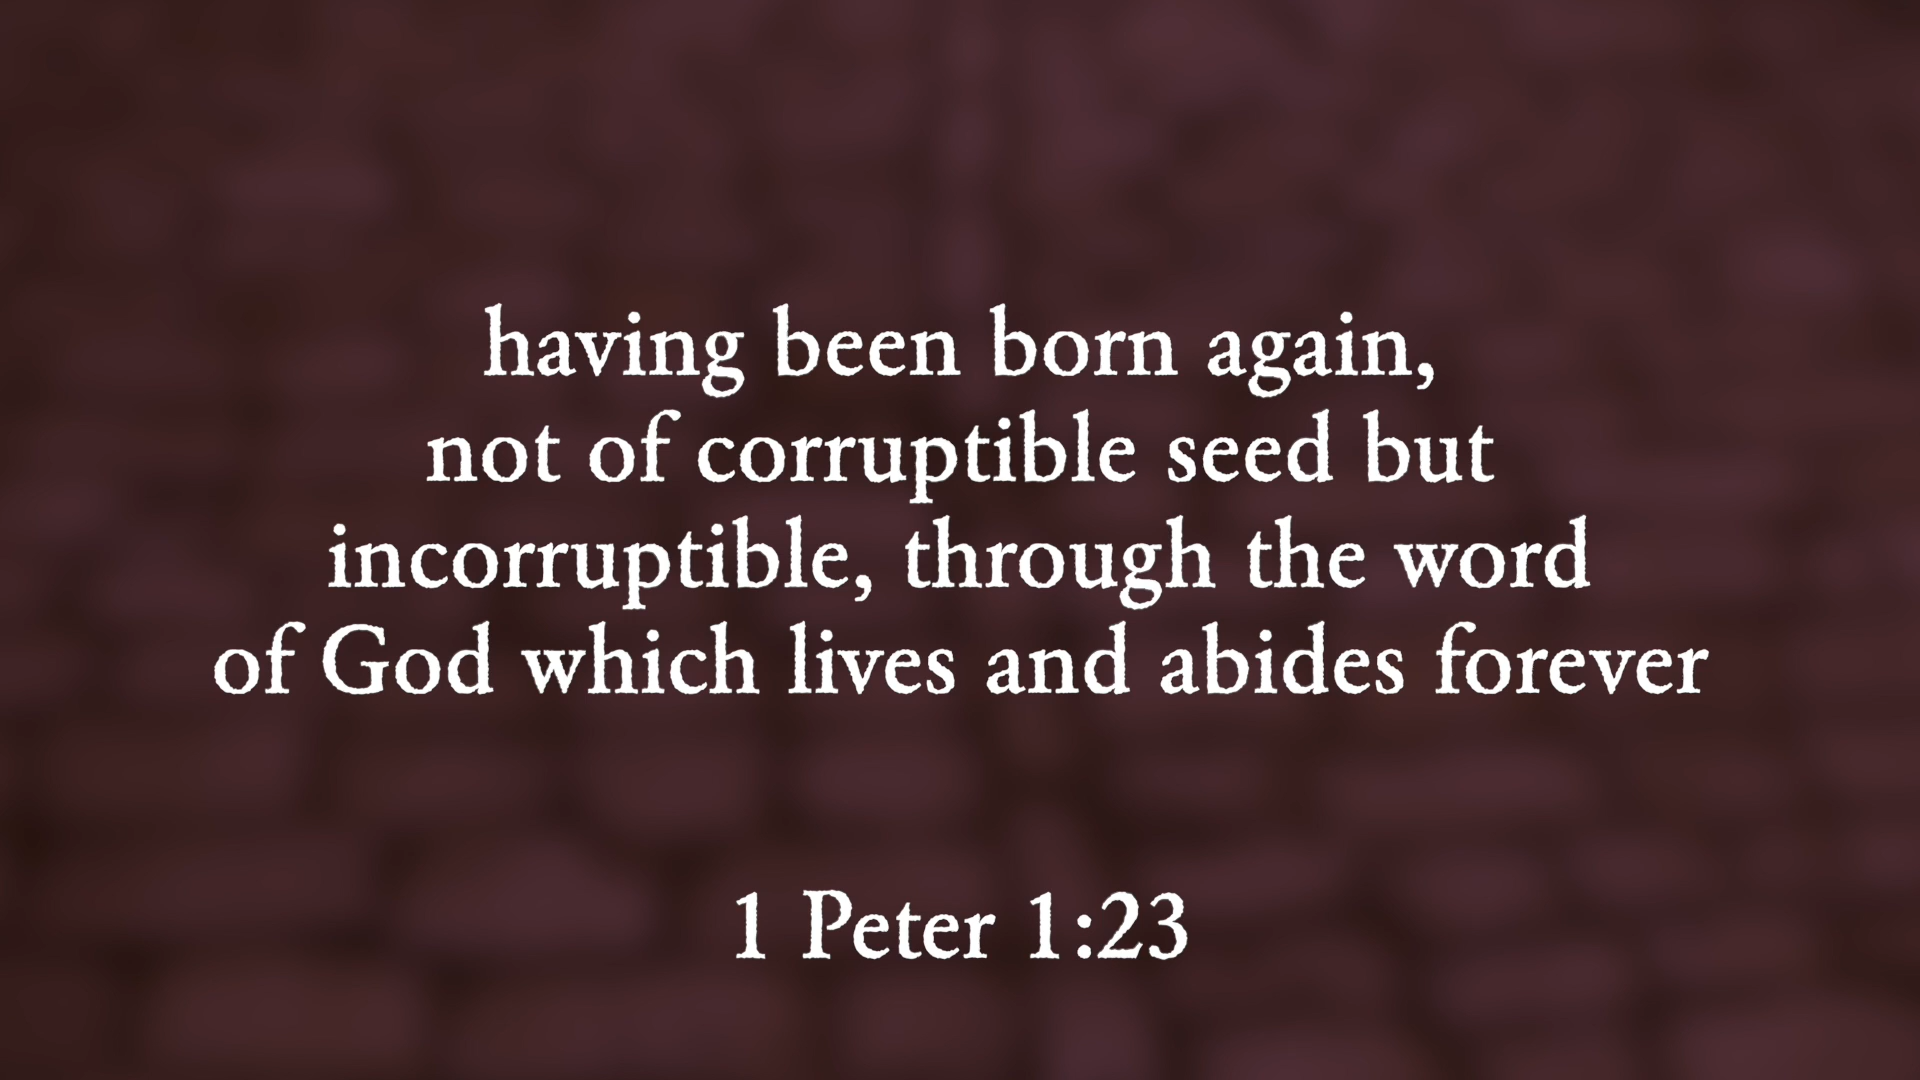 having been born again,
not of corruptible seed but
incorruptible, through the word
of God which lives and abides forever
1 Peter 1:23